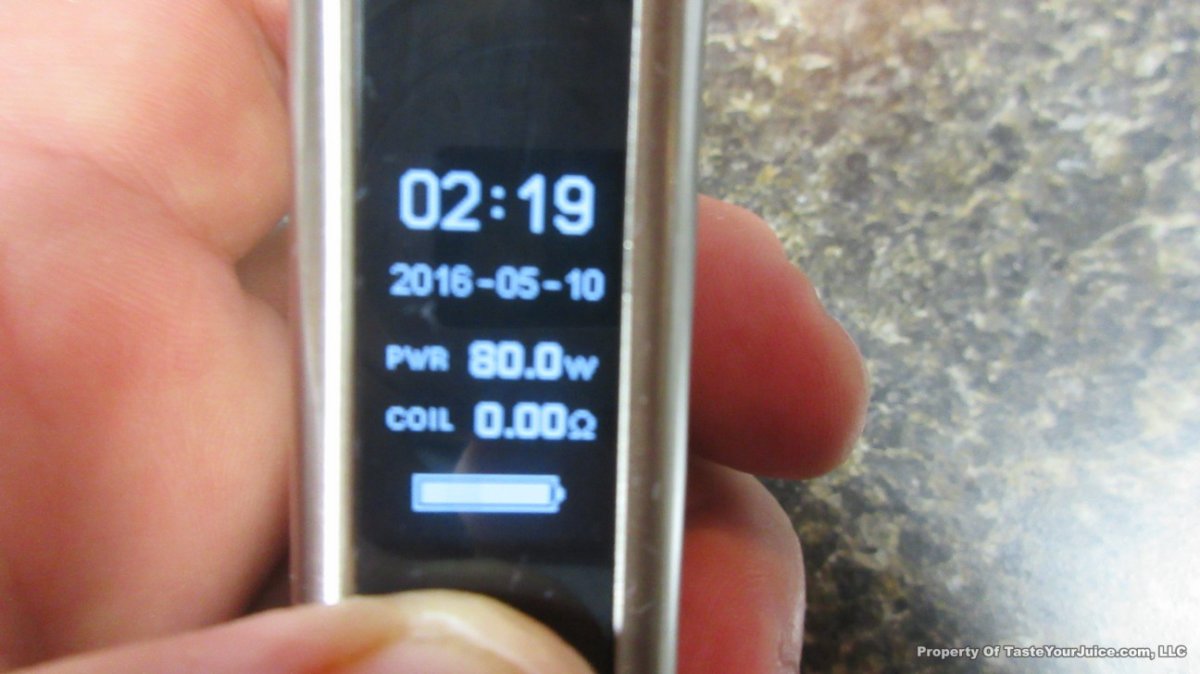 02:19
2016-05-10
PWR 80.0W
COIL 0.00Ω
Property Of TasteYourJuice.com, LLC